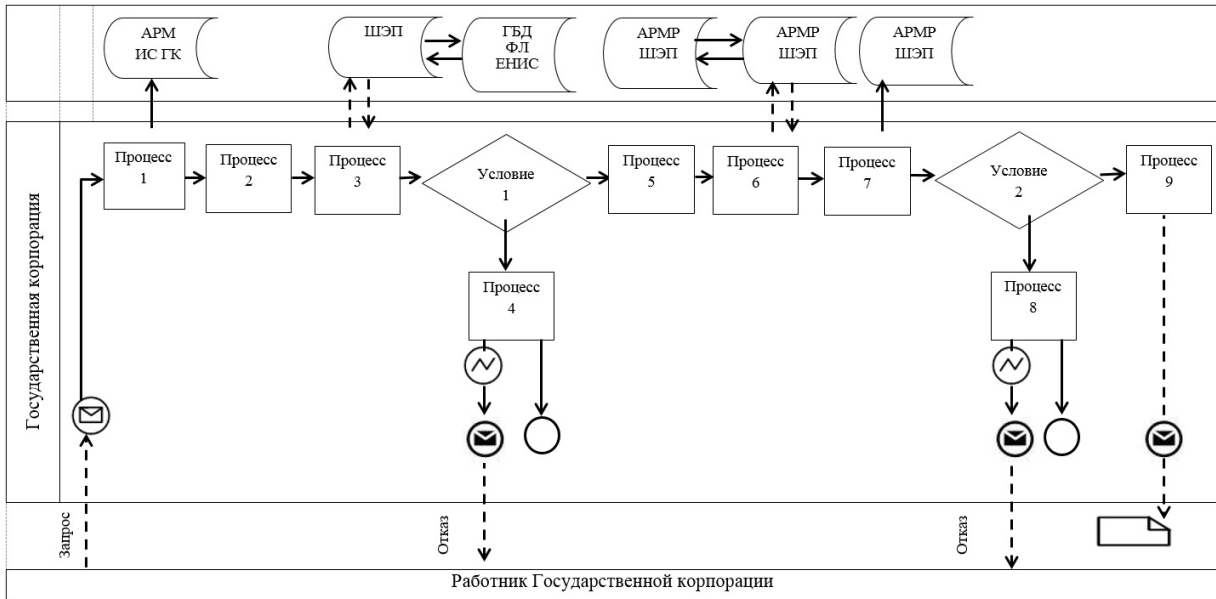 АРМ
ИС ГК
ШЭП
ГБД
ФЛ
ЕНИС
АРМР
ШЭП
АРМР
ШЭП
АРМР
ШЭП
Государственная корпорация
Процесс
1
Процесс
2
Процесс
3
Условие
1
Процесс
5
Процесс
6
Процесс
7
Условие
2
Процесс
9
Процесс
4
Процесс
8
Запрос
Отказ
Отказ
Работник Государственной корпорации